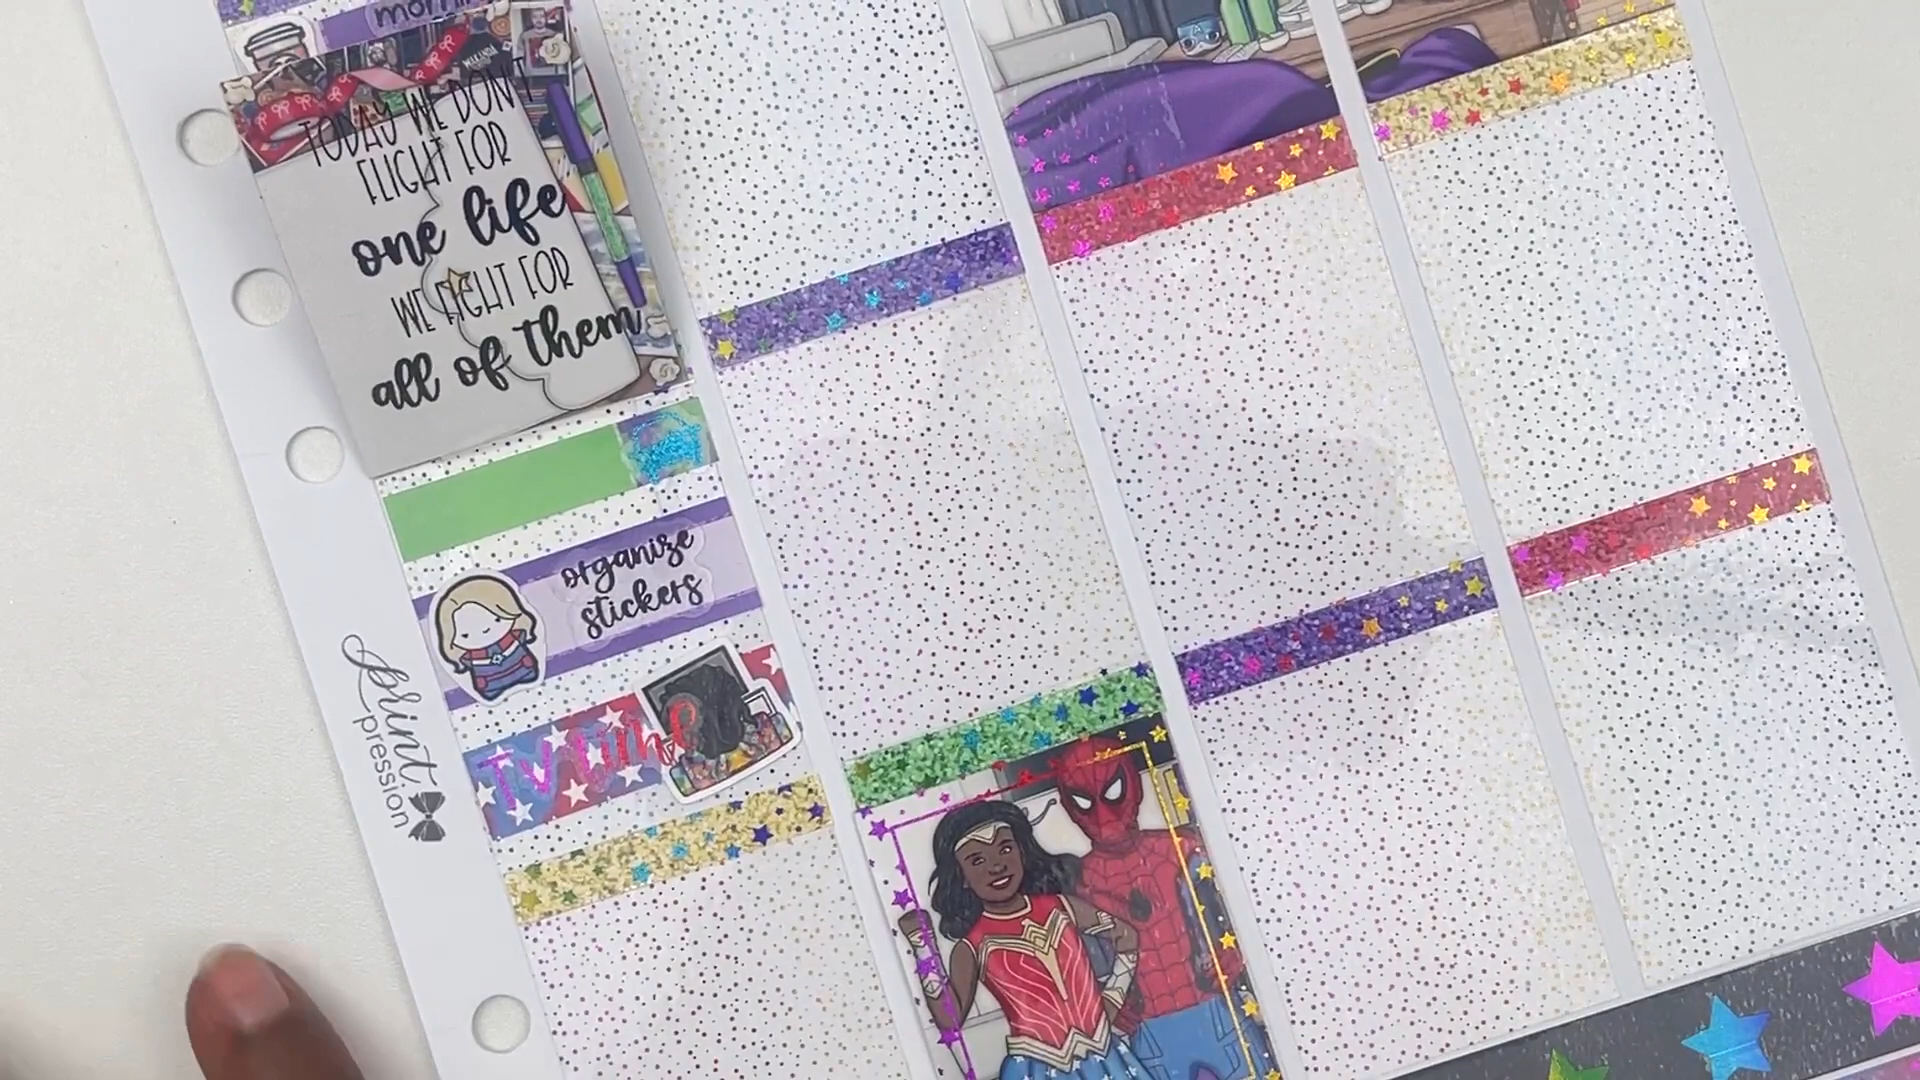 TODAY WE DON'T
FIGHT FOR
one life
WE FIGHT FOR
all of them
organize
stickers
TV time
print
pression